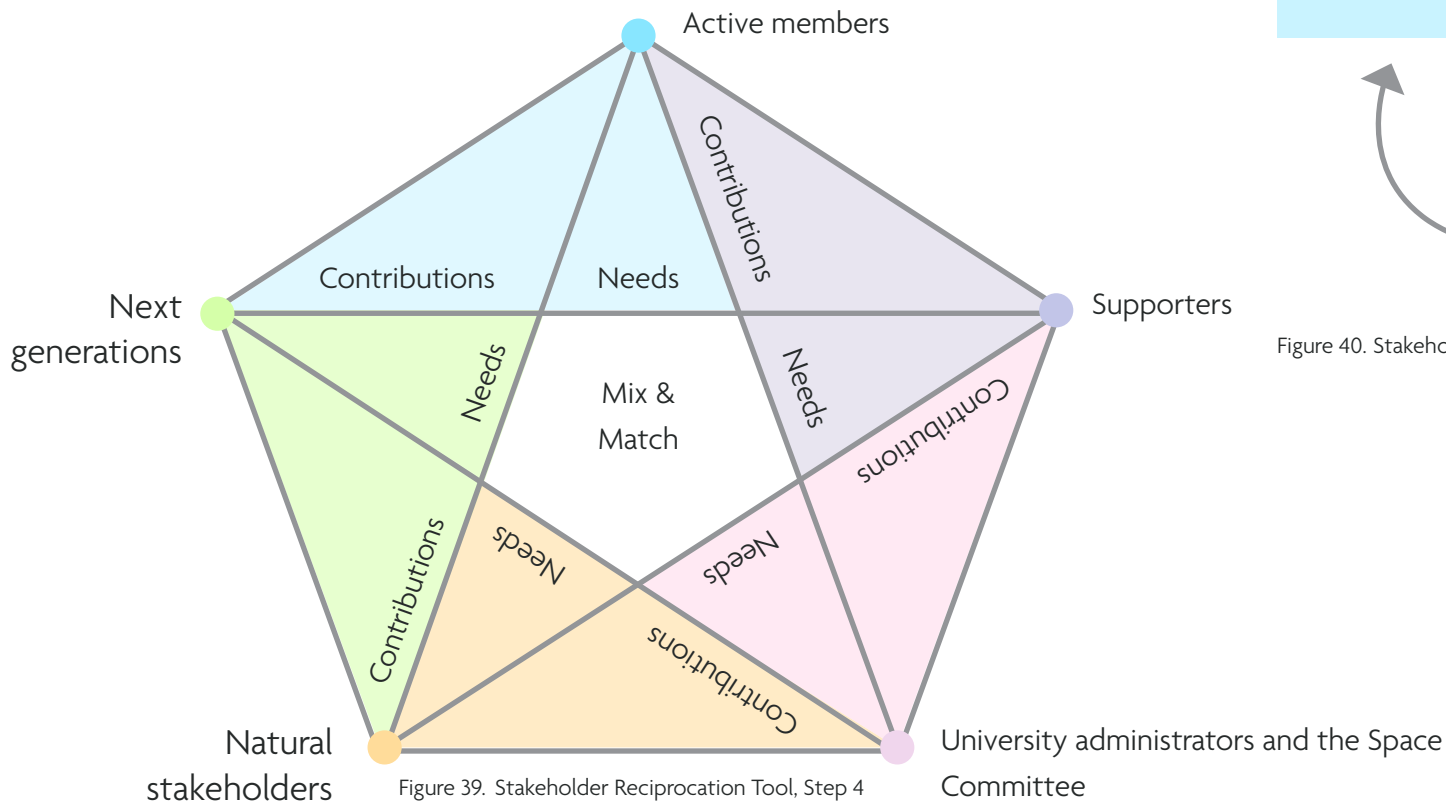 Active members
Contributions
Contributions
Needs
Next
generations
Supporters
Figure 40. Stakeho
Needs
Mix &
Match
Needs
Contributions
Contributions
Needs
Needs
Contributions
Natural
stakeholders
University administrators and the Space
Committee
Figure 39. Stakeholder Reciprocation Tool, Step 4